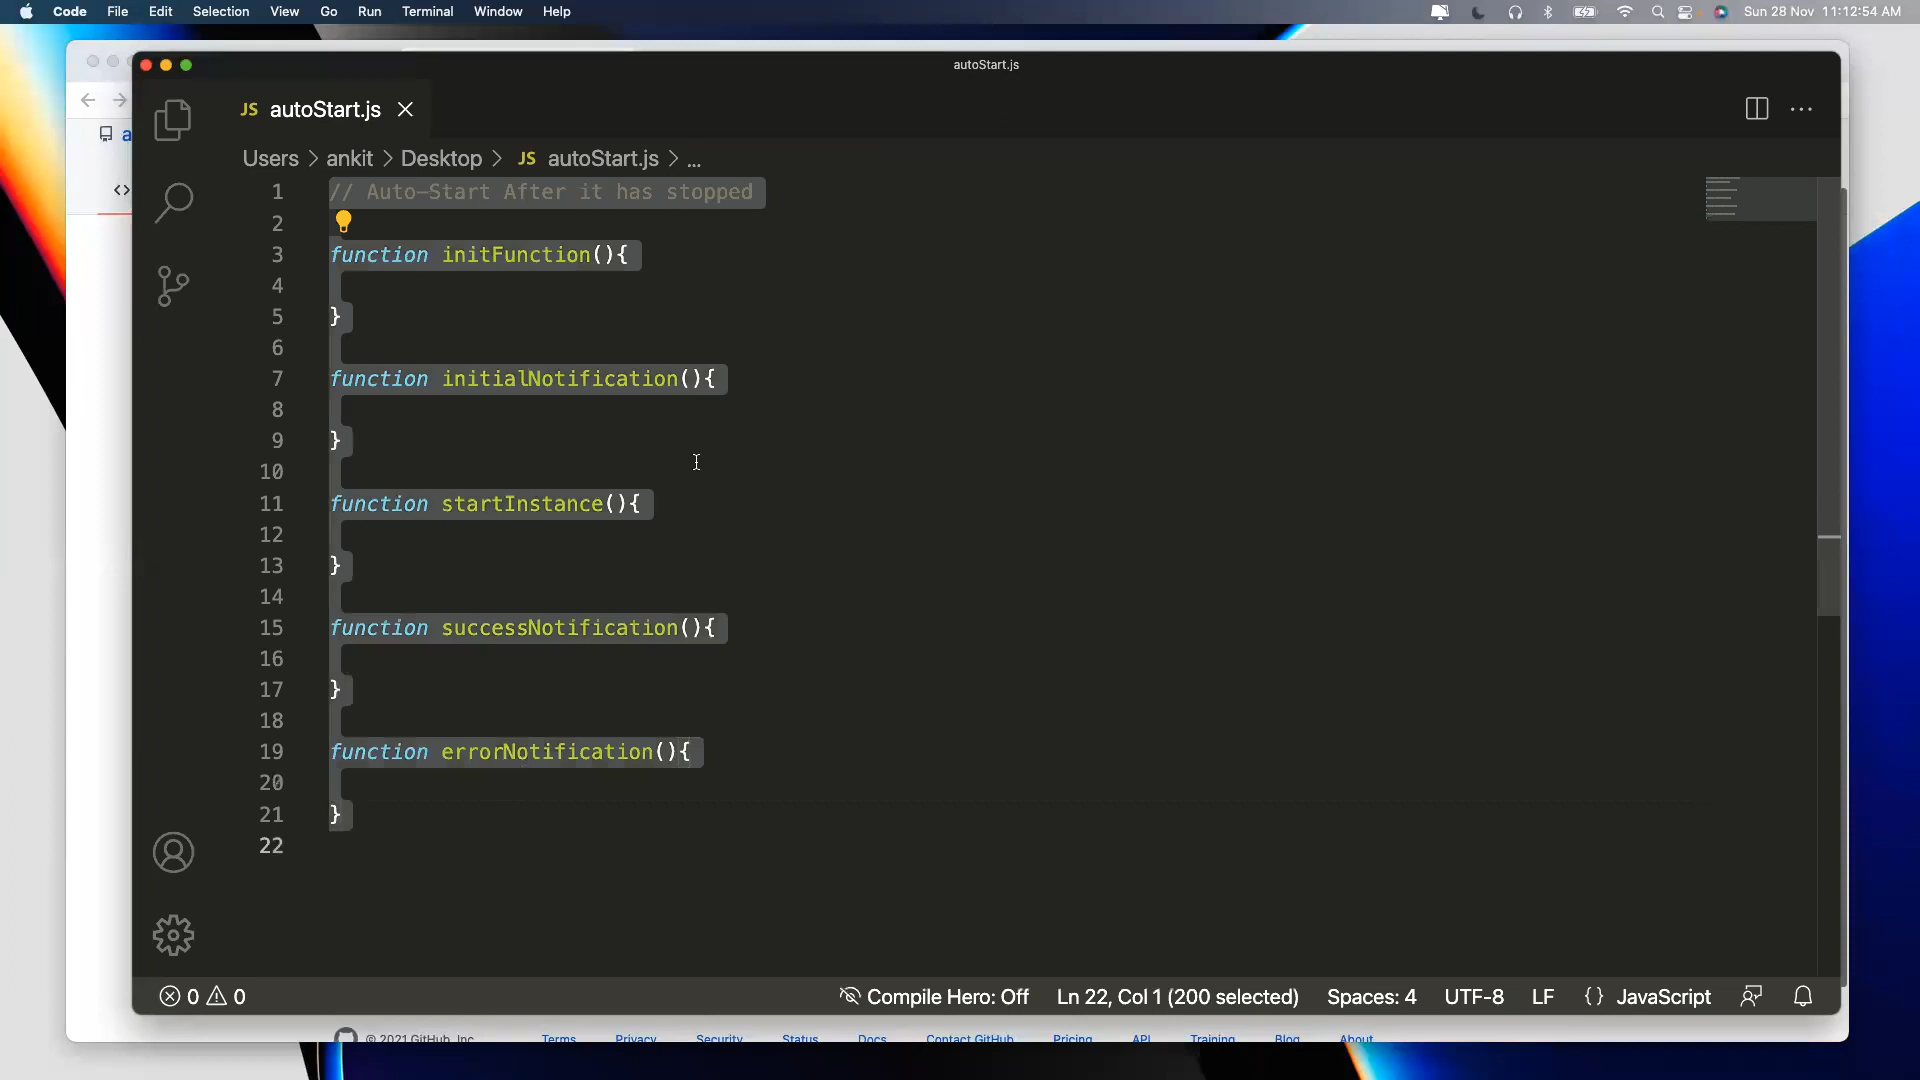 Code File Edit Selection View Go Run Terminal Window Help Sun 28 Nov 11:12:54 AM
autoStart.js
JS autoStart.js
Users > ankit > Desktop > JS autoStart.js > ...
1 // Auto-Start After it has stopped
2
3 function initFunction(){
4
5 }
6
7 function initialNotification(){
8
9 }
10
11 function startInstance(){
12
13 }
14
15 function successNotification(){
16
17 }
18
19 function errorNotification(){
20
21 }
22
0 0 Compile Hero: Off Ln 22, Col 1 (200 selected) Spaces: 4 UTF-8 LF {} JavaScript
© 2021 GitHub, Inc. Terms Privacy Security Status Docs Contact GitHub Pricing API Training Blog About